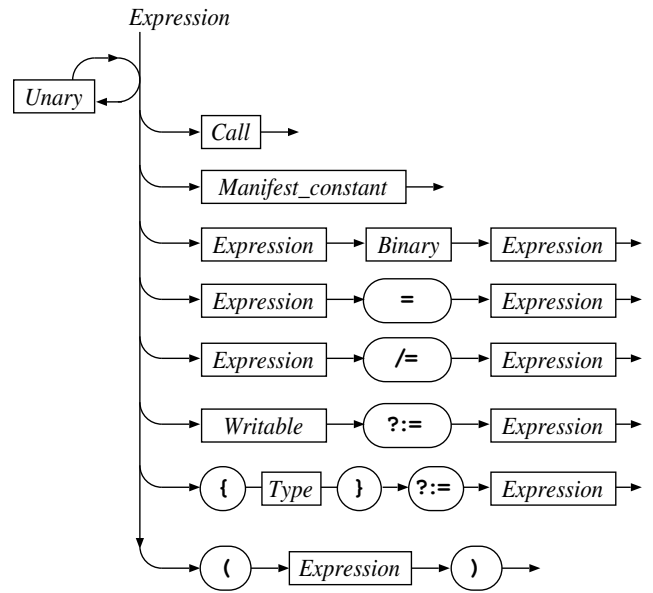 Expression
Unary
Call
Manifest_constant
Expression Binary Expression
Expression = Expression
Expression /= Expression
Writable ?:= Expression
{ Type } ?:= Expression
( Expression )